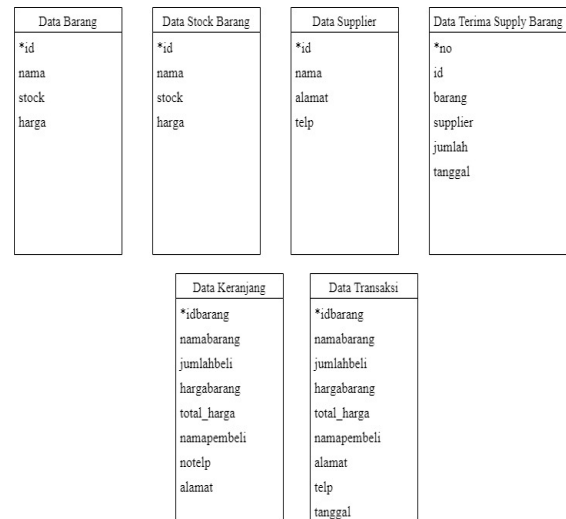 Data Barang
*id
nama
stock
harga
Data Stock Barang
*id
nama
stock
harga
Data Supplier
*id
nama
alamat
telp
Data Terima Supply Barang
*no
id
barang
supplier
jumlah
tanggal
Data Keranjang
*idbarang
namabarang
jumlahbeli
hargabarang
total_harga
namapembeli
notelp
alamat
Data Transaksi
*idbarang
namabarang
jumlahbeli
hargabarang
total_harga
namapembeli
alamat
telp
tanggal